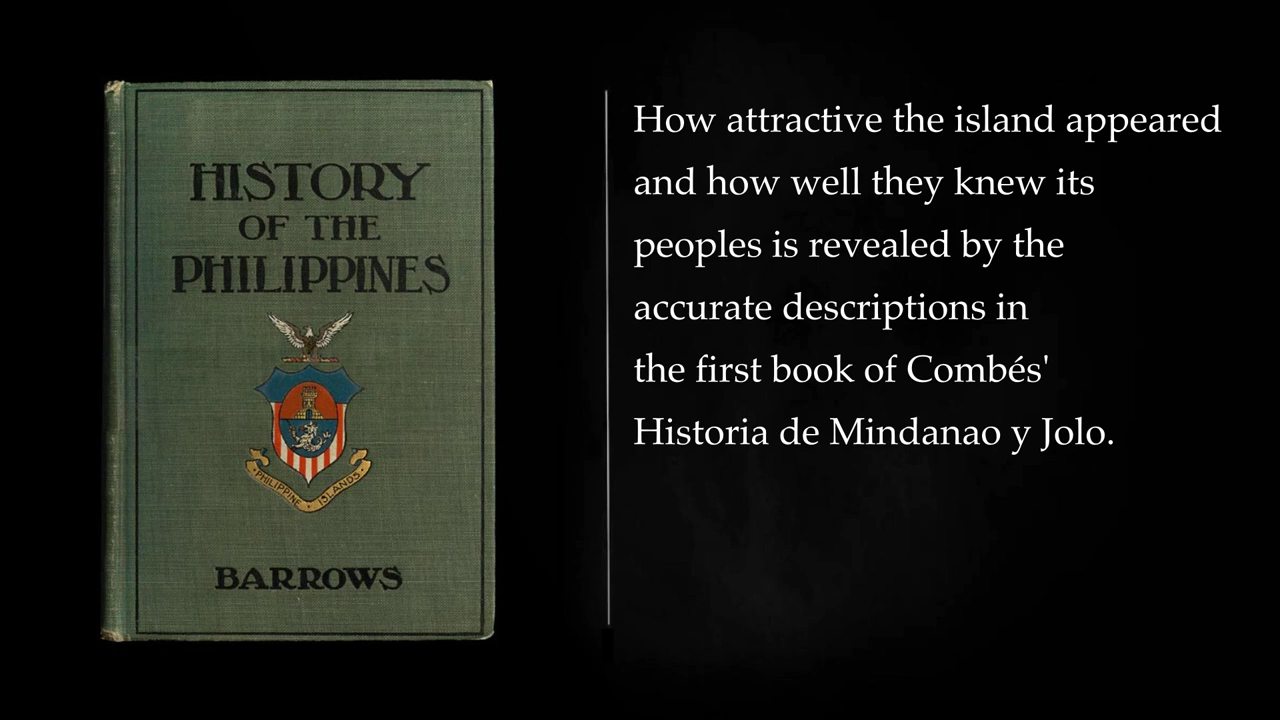 HISTORY
OF THE
PHILIPPINES
PHILIPPINE ISLANDS
BARROWS
How attractive the island appeared
and how well they knew its
peoples is revealed by the
accurate descriptions in
the first book of Combés'
Historia de Mindanao y Jolo.